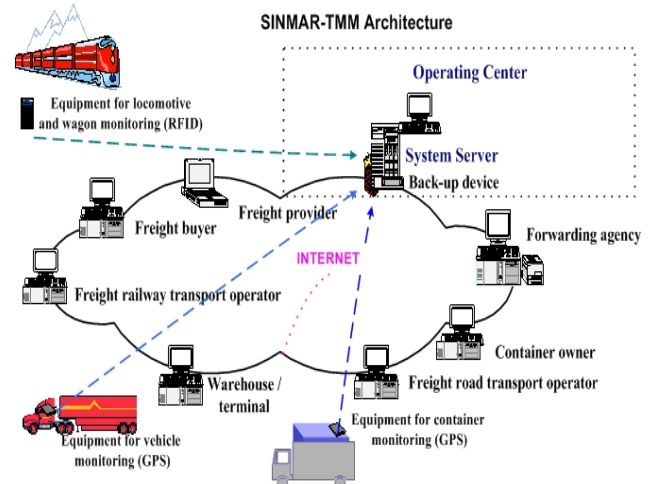 SINMAR-TMM Architecture
Operating Center
Equipment for locomotive
and wagon monitoring (RFID)
System Server
Back-up device
Freight provider
Freight buyer
Forwarding agency
INTERNET
Freight railway transport operator
Container owner
Warehouse /
terminal
Freight road transport operator
Equipment for vehicle
monitoring (GPS)
Equipment for container
monitoring (GPS)